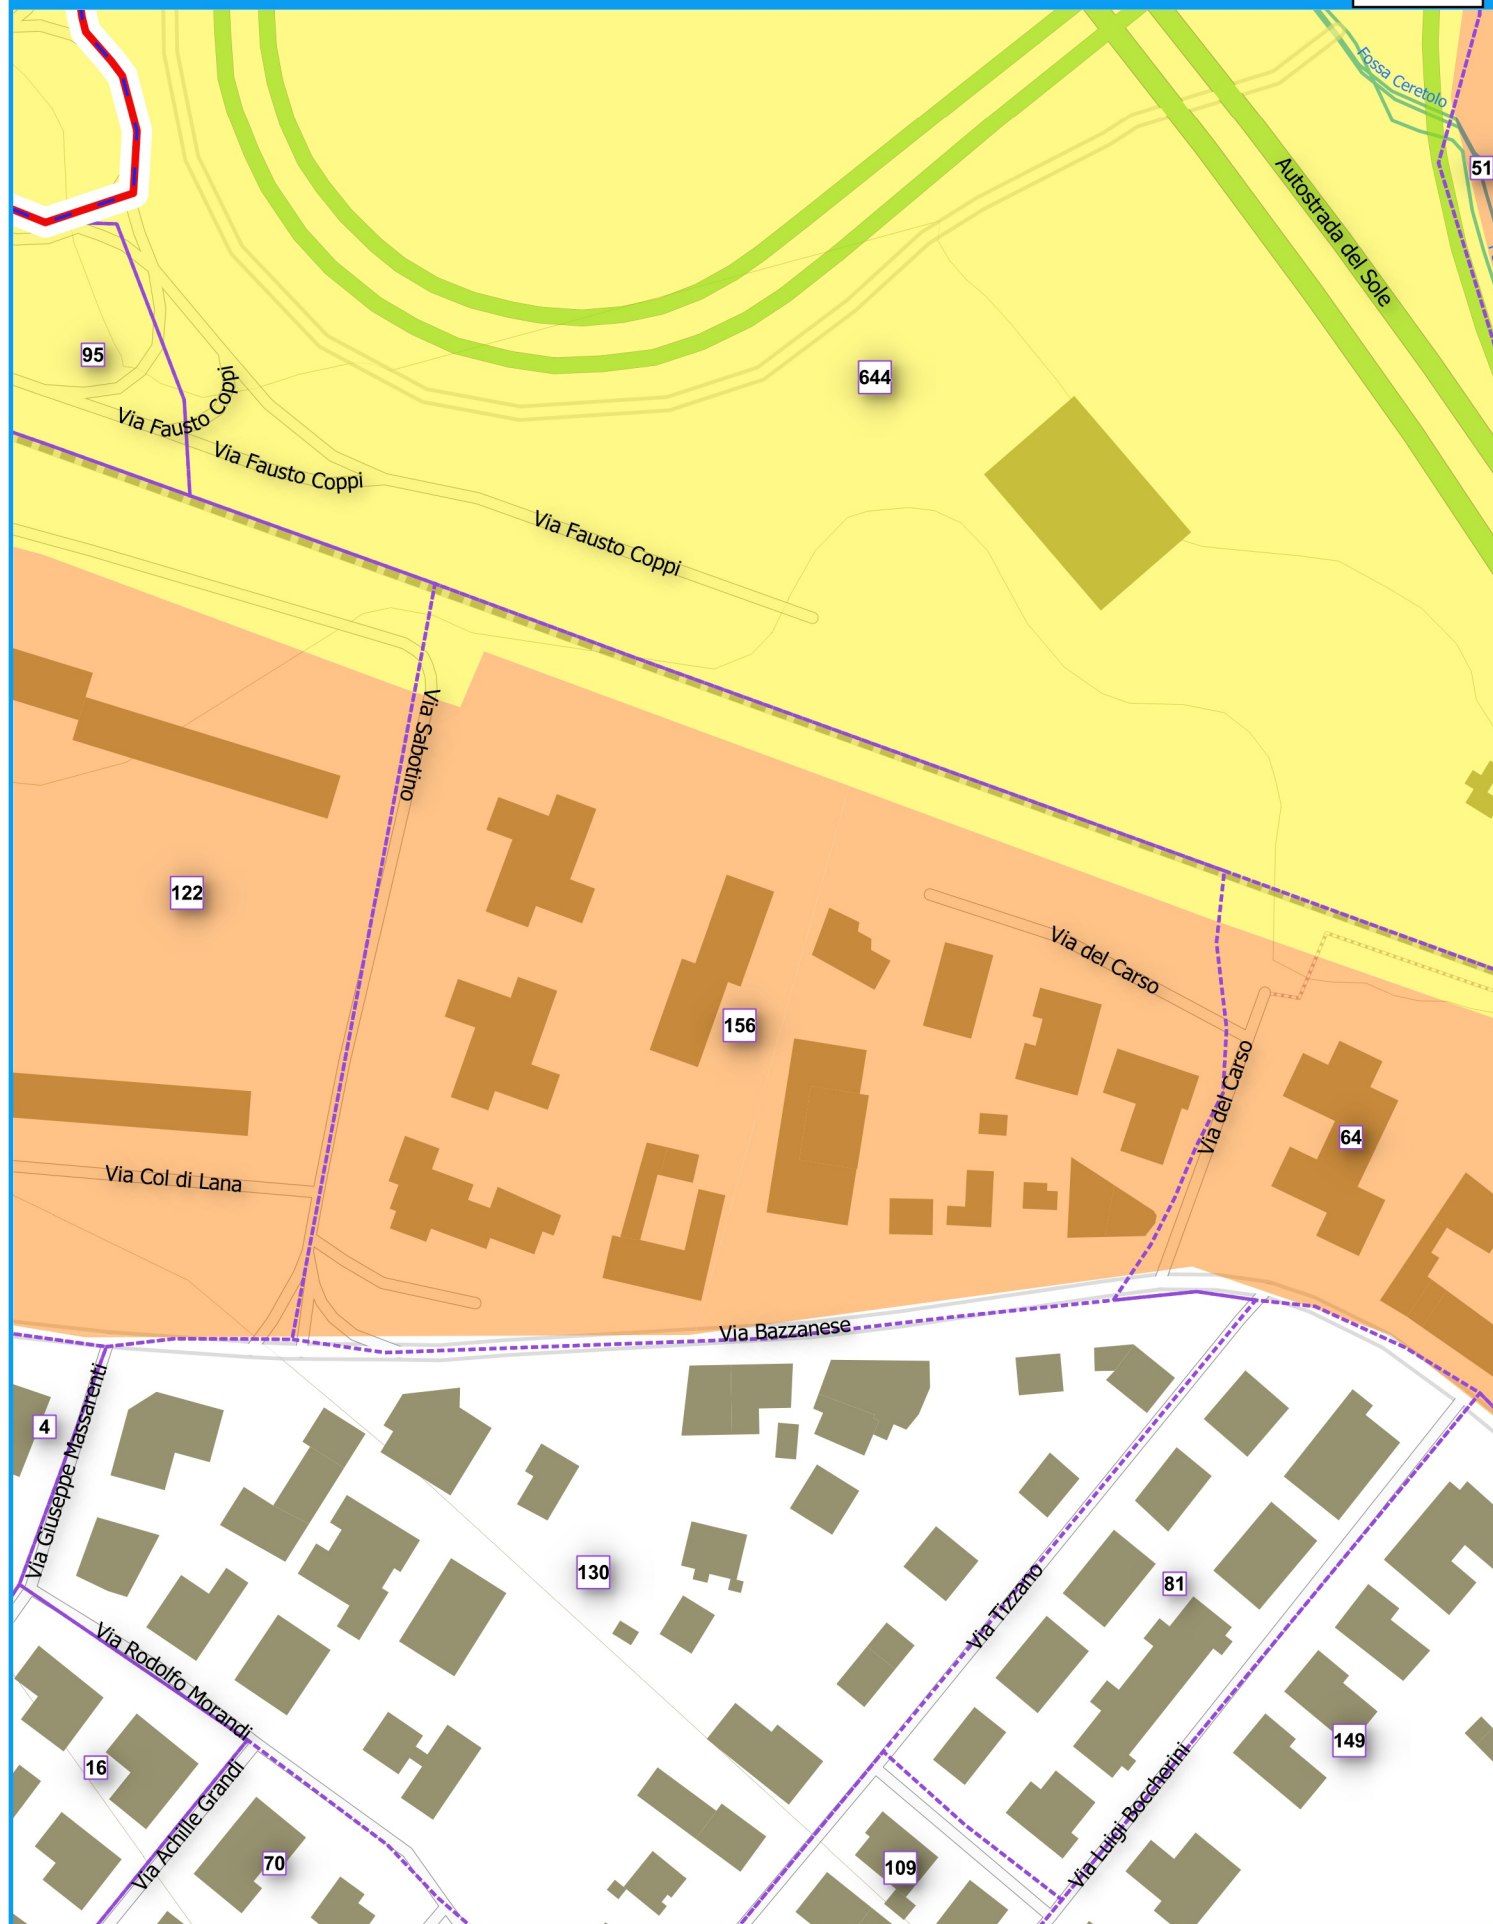 Fossa Ceretolo
51
Autostrada del Sole
95
644
Via Fausto Coppi
Via Fausto Coppi
Via Fausto Coppi
Via Sabotino
122
Via del Carso
156
Via del Carso
64
Via Col di Lana
Via Bazzanese
4
Via Giuseppe Massarenti
130
81
Via Tizzano
Via Rodolfo Morandi
149
16
Via Luigi Boccherini
Via Achille Grandi
70
109